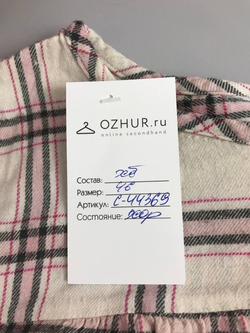 OZHUR.ru
online secondhand
Состав: хб
Размер: 46
Артикул: С-44369
Состояние: хор